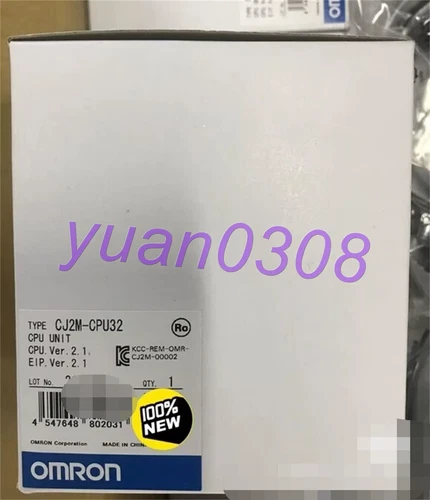 yuan0308
TYPE CJ2M-CPU32
CPU UNIT
CPU. Ver. 2.1,
EIP. Ver. 2.1
Ro
KCC-REM-OMR-
CJ2M-00002
LOT No.
QTY. 1
4 547648 802031
100%
NEW
OMRON Corporation
MADE IN
OMRON